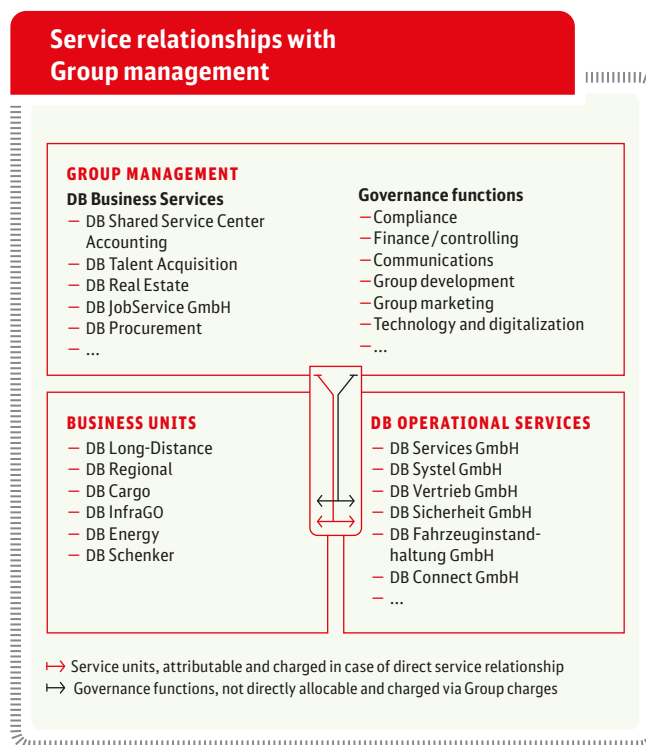 Service relationships with
Group management
GROUP MANAGEMENT
DB Business Services
– DB Shared Service Center
Accounting
– DB Talent Acquisition
– DB Real Estate
– DB JobService GmbH
– DB Procurement
– ...
Governance functions
– Compliance
– Finance / controlling
– Communications
– Group development
– Group marketing
– Technology and digitalization
– ...
BUSINESS UNITS
– DB Long-Distance
– DB Regional
– DB Cargo
– DB InfraGO
– DB Energy
– DB Schenker
DB OPERATIONAL SERVICES
– DB Services GmbH
– DB Systel GmbH
– DB Vertrieb GmbH
– DB Sicherheit GmbH
– DB Fahrzeuginstand-
haltung GmbH
– DB Connect GmbH
– ...
Service units, attributable and charged in case of direct service relationship
Governance functions, not directly allocable and charged via Group charges